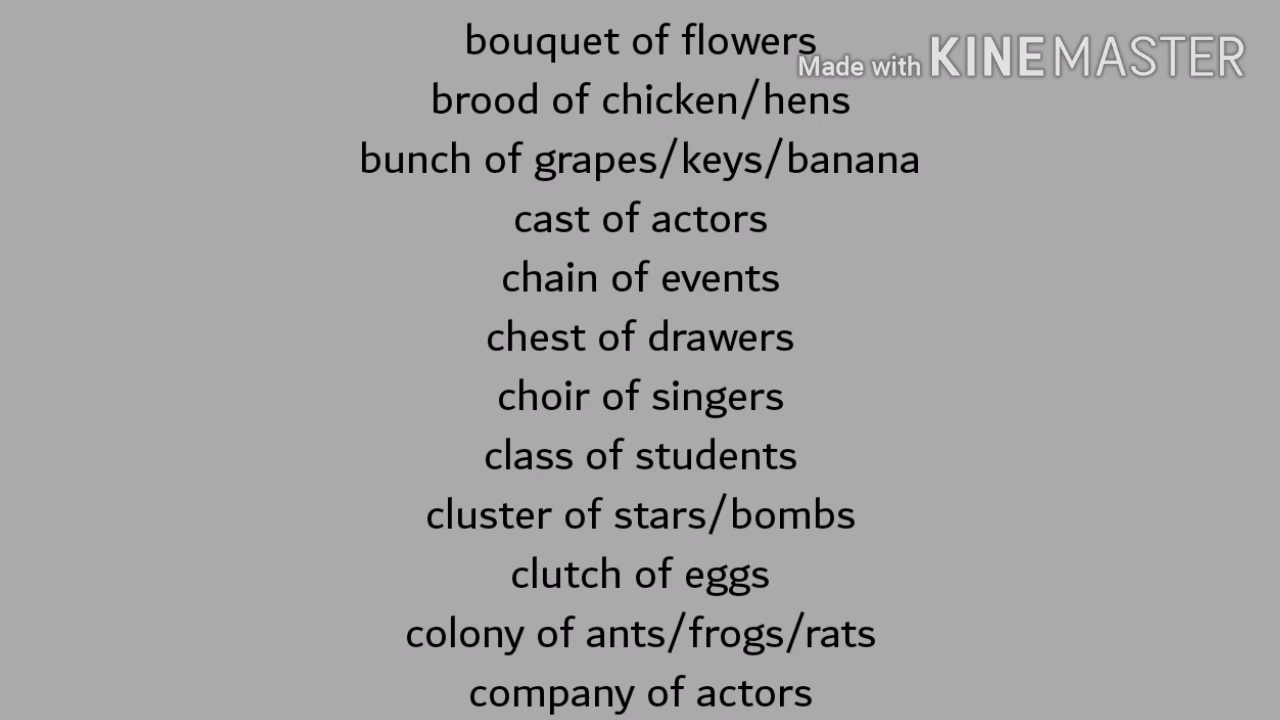 bouquet of flowers
Made with KINEMASTER
brood of chicken/hens
bunch of grapes/keys/banana
cast of actors
chain of events
chest of drawers
choir of singers
class of students
cluster of stars/bombs
clutch of eggs
colony of ants/frogs/rats
company of actors